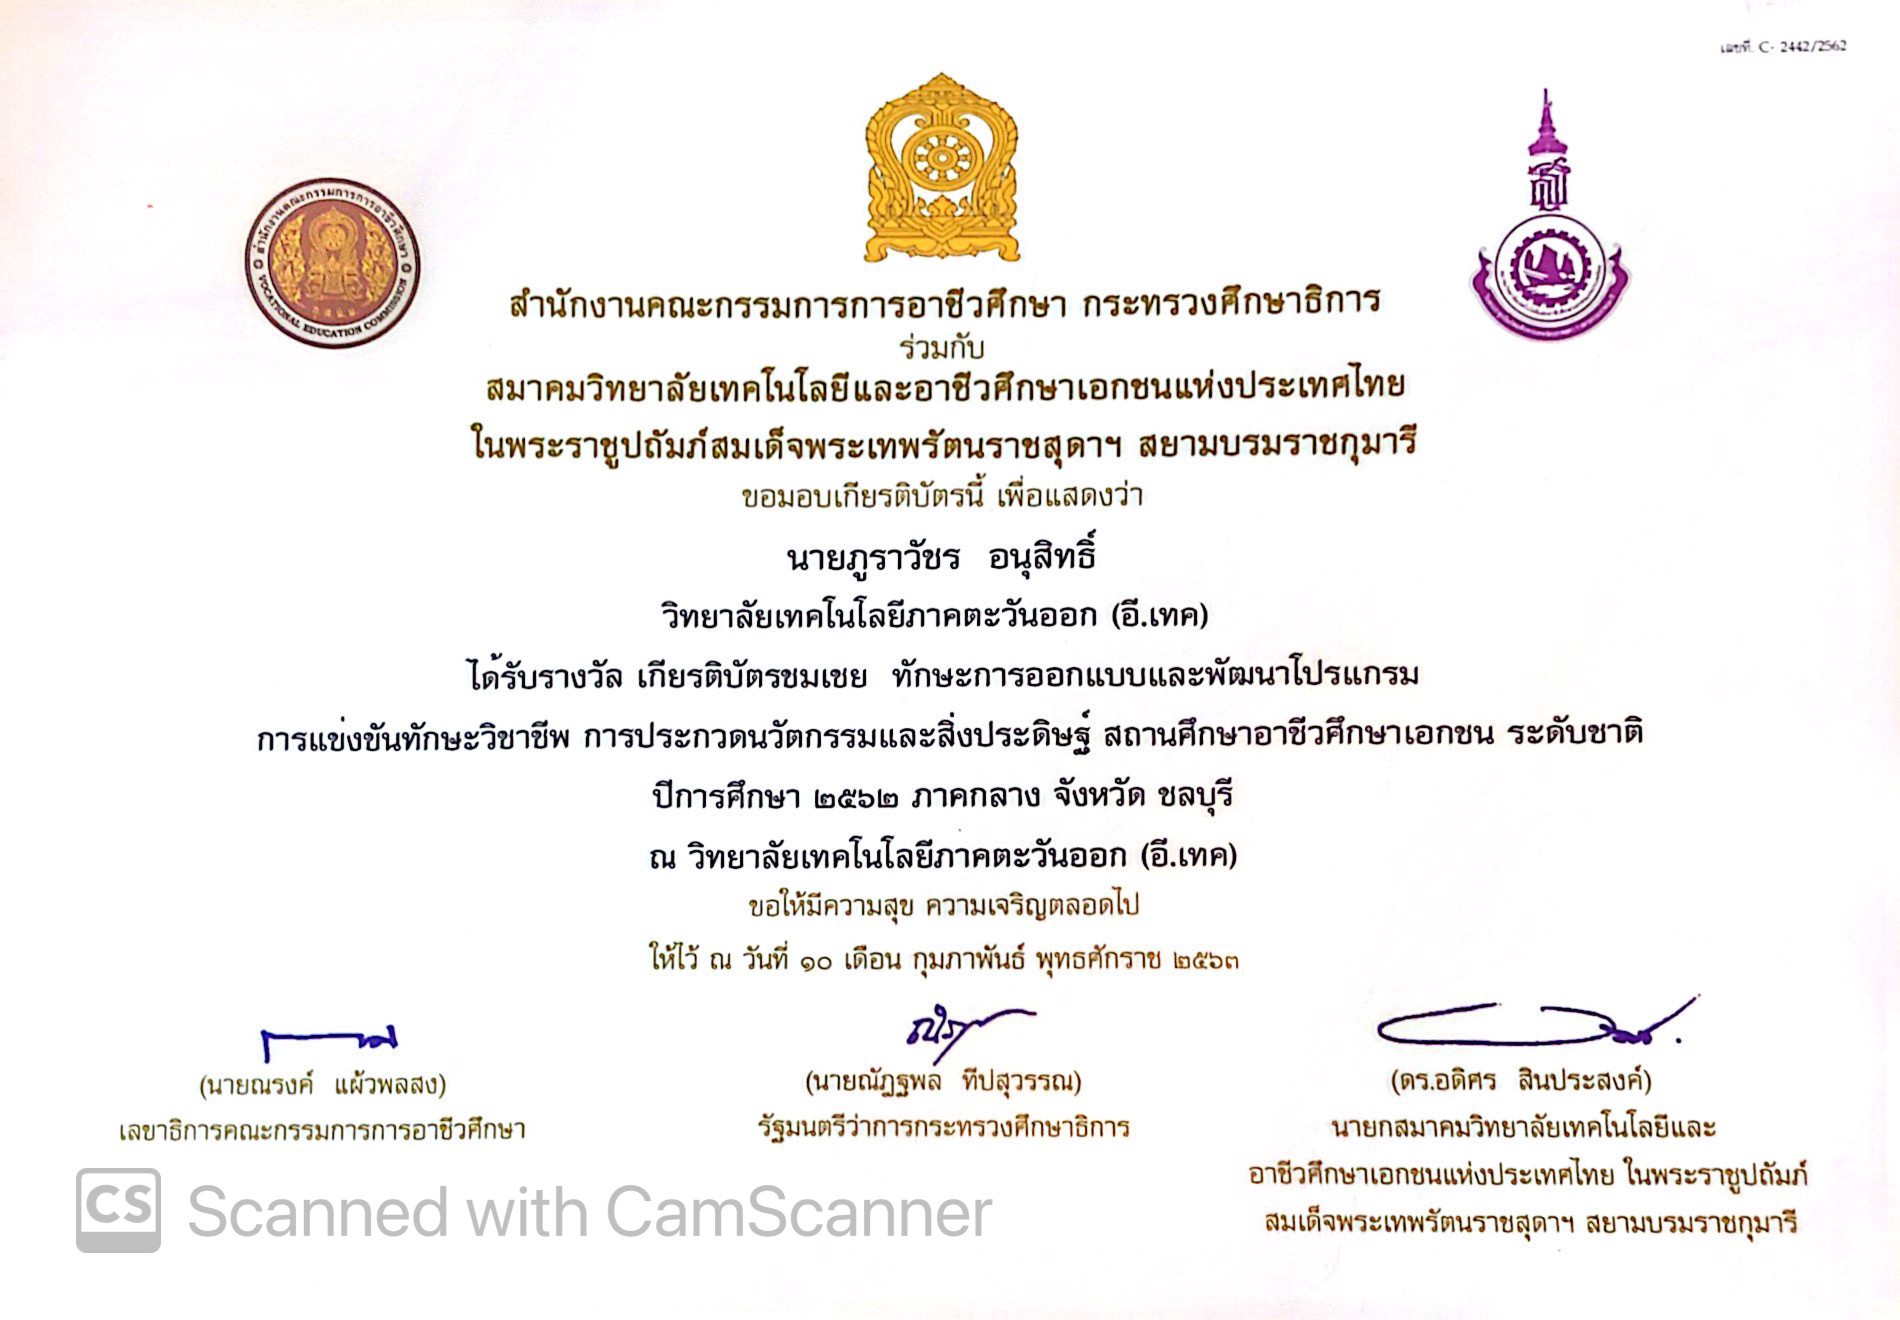 เลขที่. C- 2442/2562
สำนักงานคณะกรรมการการอาชีวศึกษา
VOCATIONAL EDUCATION COMMISSION
สำนักงานคณะกรรมการการอาชีวศึกษา กระทรวงศึกษาธิการ
ร่วมกับ
สมาคมวิทยาลัยเทคโนโลยีและอาชีวศึกษาเอกชนแห่งประเทศไทย
ในพระราชูปถัมภ์สมเด็จพระเทพรัตนราชสุดาฯ สยามบรมราชกุมารี
ขอมอบเกียรติบัตรนี้ เพื่อแสดงว่า
นายภูราวัชร อนุสิทธิ์
วิทยาลัยเทคโนโลยีภาคตะวันออก (อี.เทค)
ได้รับรางวัล เกียรติบัตรชมเชย ทักษะการออกแบบและพัฒนาโปรแกรม
การแข่งขันทักษะวิชาชีพ การประกวดนวัตกรรมและสิ่งประดิษฐ์ สถานศึกษาอาชีวศึกษาเอกชน ระดับชาติ
ปีการศึกษา ๒๕๖๒ ภาคกลาง จังหวัด ชลบุรี
ณ วิทยาลัยเทคโนโลยีภาคตะวันออก (อี.เทค)
ขอให้มีความสุข ความเจริญตลอดไป
ให้ไว้ ณ วันที่ ๑๐ เดือน กุมภาพันธ์ พุทธศักราช ๒๕๖๓
(นายณรงค์ แผ้วพลสง)
เลขาธิการคณะกรรมการการอาชีวศึกษา
(นายณัฏฐพล ทีปสุวรรณ)
รัฐมนตรีว่าการกระทรวงศึกษาธิการ
(ดร.อดิศร สินประสงค์)
นายกสมาคมวิทยาลัยเทคโนโลยีและ
อาชีวศึกษาเอกชนแห่งประเทศไทย ในพระราชูปถัมภ์
สมเด็จพระเทพรัตนราชสุดาฯ สยามบรมราชกุมารี
CS Scanned with CamScanner